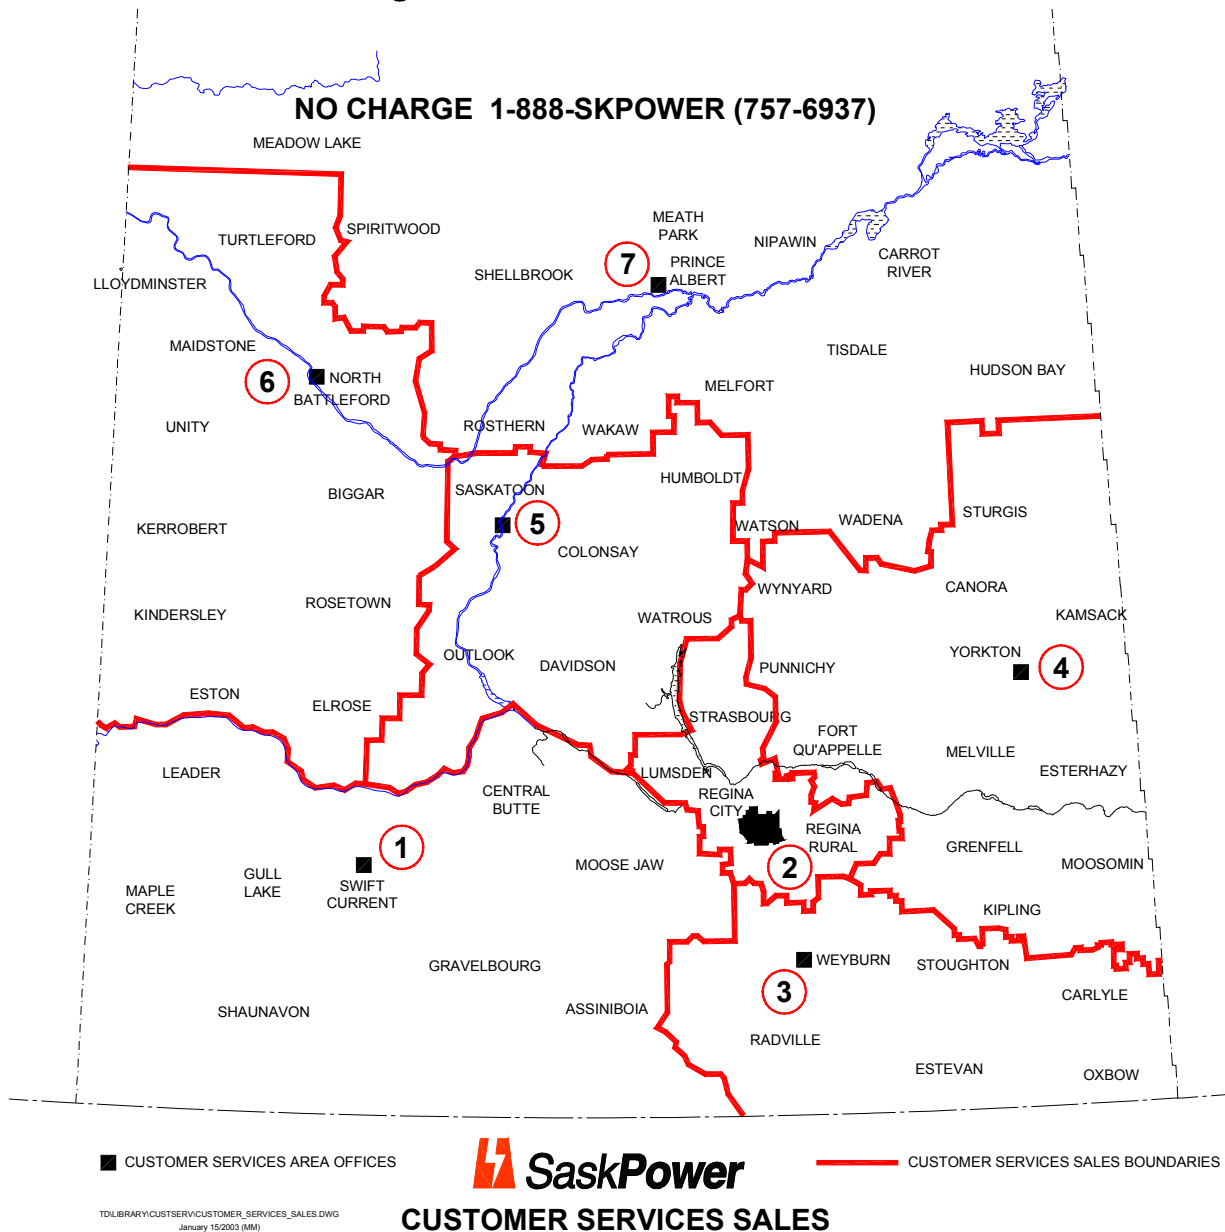 NO CHARGE 1-888-SKPOWER (757-6937)
MEADOW LAKE
SPIRITWOOD
TURTLEFORD
MEATH
PARK
NIPAWIN
CARROT
RIVER
SHELLBROOK
7
PRINCE
ALBERT
LLOYDMINSTER
MAIDSTONE
TISDALE
HUDSON BAY
6
NORTH
BATTLEFORD
MELFORT
UNITY
ROSTHERN
WAKAW
HUMBOLDT
BIGGAR
SASKATOON
KERROBERT
5
WATSON
WADENA
STURGIS
COLONSAY
WYNYARD
CANORA
KINDERSLEY
ROSETOWN
WATROUS
KAMSACK
OUTLOOK
DAVIDSON
PUNNICHY
YORKTON
4
ESTON
ELROSE
STRASBOURG
FORT
QU'APPELLE
MELVILLE
LEADER
LUMSDEN
ESTERHAZY
CENTRAL
BUTTE
REGINA
CITY
REGINA
RURAL
GRENFELL
1
2
MOOSE JAW
MOOSOMIN
MAPLE
CREEK
GULL
LAKE
SWIFT
CURRENT
KIPLING
GRAVELBOURG
WEYBURN
STOUGHTON
3
CARLYLE
SHAUNAVON
ASSINIBOIA
RADVILLE
ESTEVAN
OXBOW
CUSTOMER SERVICES AREA OFFICES
SaskPower
CUSTOMER SERVICES SALES BOUNDARIES
TD\LIBRARY\CUSTSERV\CUSTOMER_SERVICES_SALES.DWG
January 15/2003 (MM)
CUSTOMER SERVICES SALES